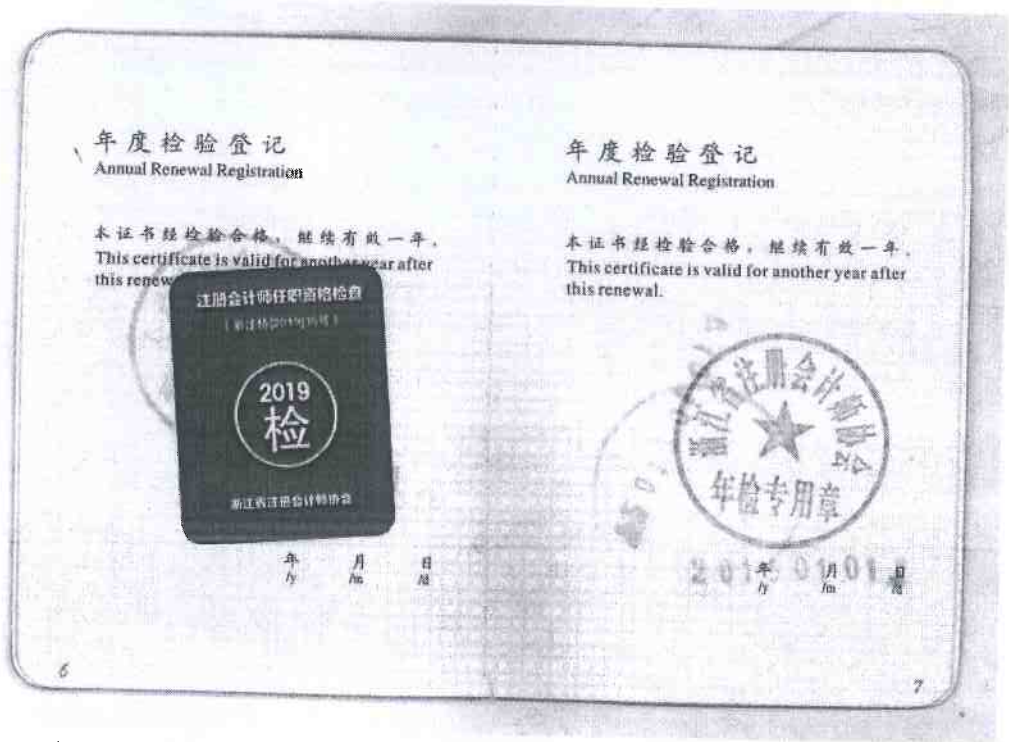 年度检验登记
Annual Renewal Registration
本证书经检验合格，继续有效一年。
This certificate is valid for another year after
this renew
注册会计师任职资格检查
2019
检
浙江省注册会计师协会
年 月 日
/y /m /d
6
年度检验登记
Annual Renewal Registration
本证书经检验合格，继续有效一年。
This certificate is valid for another year after
this renewal.
浙江省注册会计师协会
年检专用章
年 月 日
/y /m /d
7